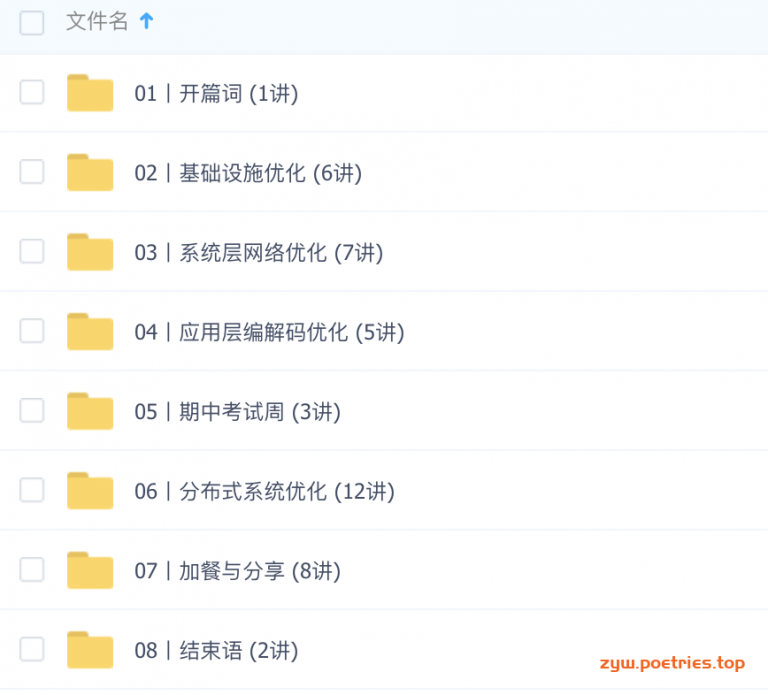 文件名
01丨开篇词 (1讲)
02丨基础设施优化 (6讲)
03丨系统层网络优化 (7讲)
04丨应用层编解码优化 (5讲)
05丨期中考试周 (3讲)
06丨分布式系统优化 (12讲)
07丨加餐与分享 (8讲)
08丨结束语 (2讲)
zyw.poetries.top